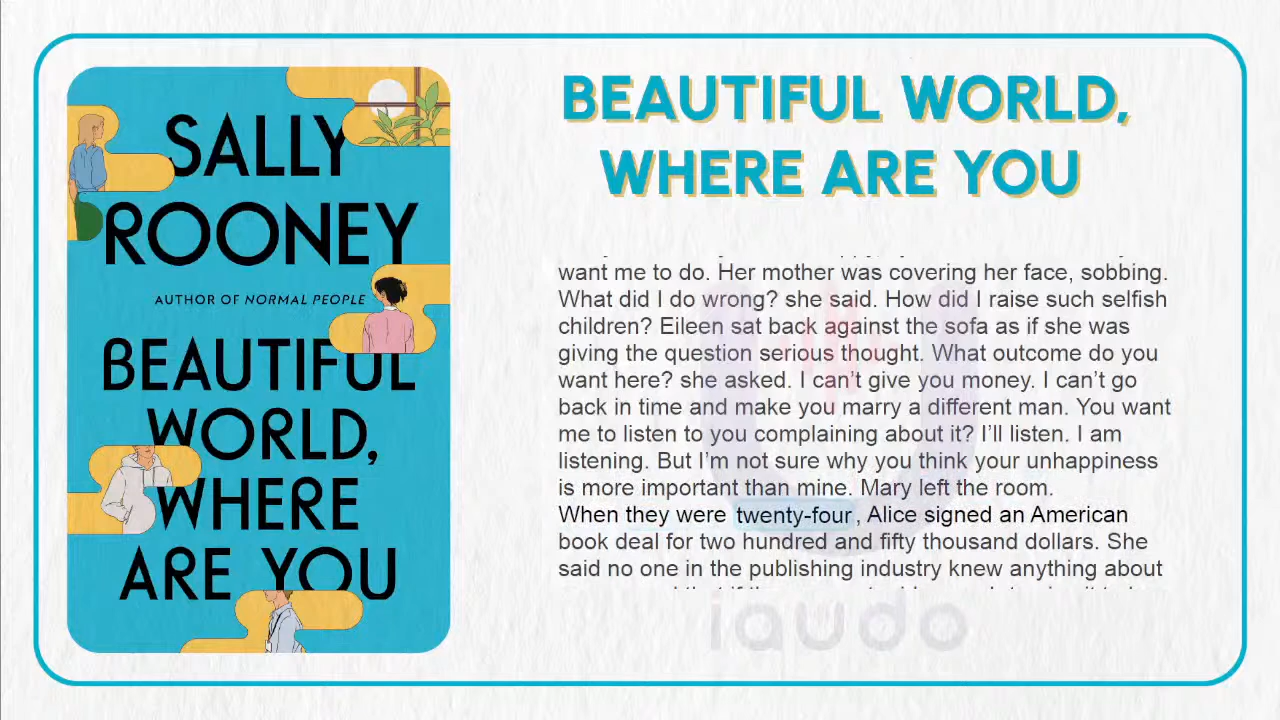 SALLY
ROONEY
AUTHOR OF NORMAL PEOPLE
BEAUTIFUL
WORLD,
WHERE
ARE YOU
BEAUTIFUL WORLD,
WHERE ARE YOU
want me to do. Her mother was covering her face, sobbing.
What did I do wrong? she said. How did I raise such selfish
children? Eileen sat back against the sofa as if she was
giving the question serious thought. What outcome do you
want here? she asked. I can't give you money. I can't go
back in time and make you marry a different man. You want
me to listen to you complaining about it? I'll listen. I am
listening. But I'm not sure why you think your unhappiness
is more important than mine. Mary left the room.
When they were twenty-four, Alice signed an American
book deal for two hundred and fifty thousand dollars. She
said no one in the publishing industry knew anything about
iaudo